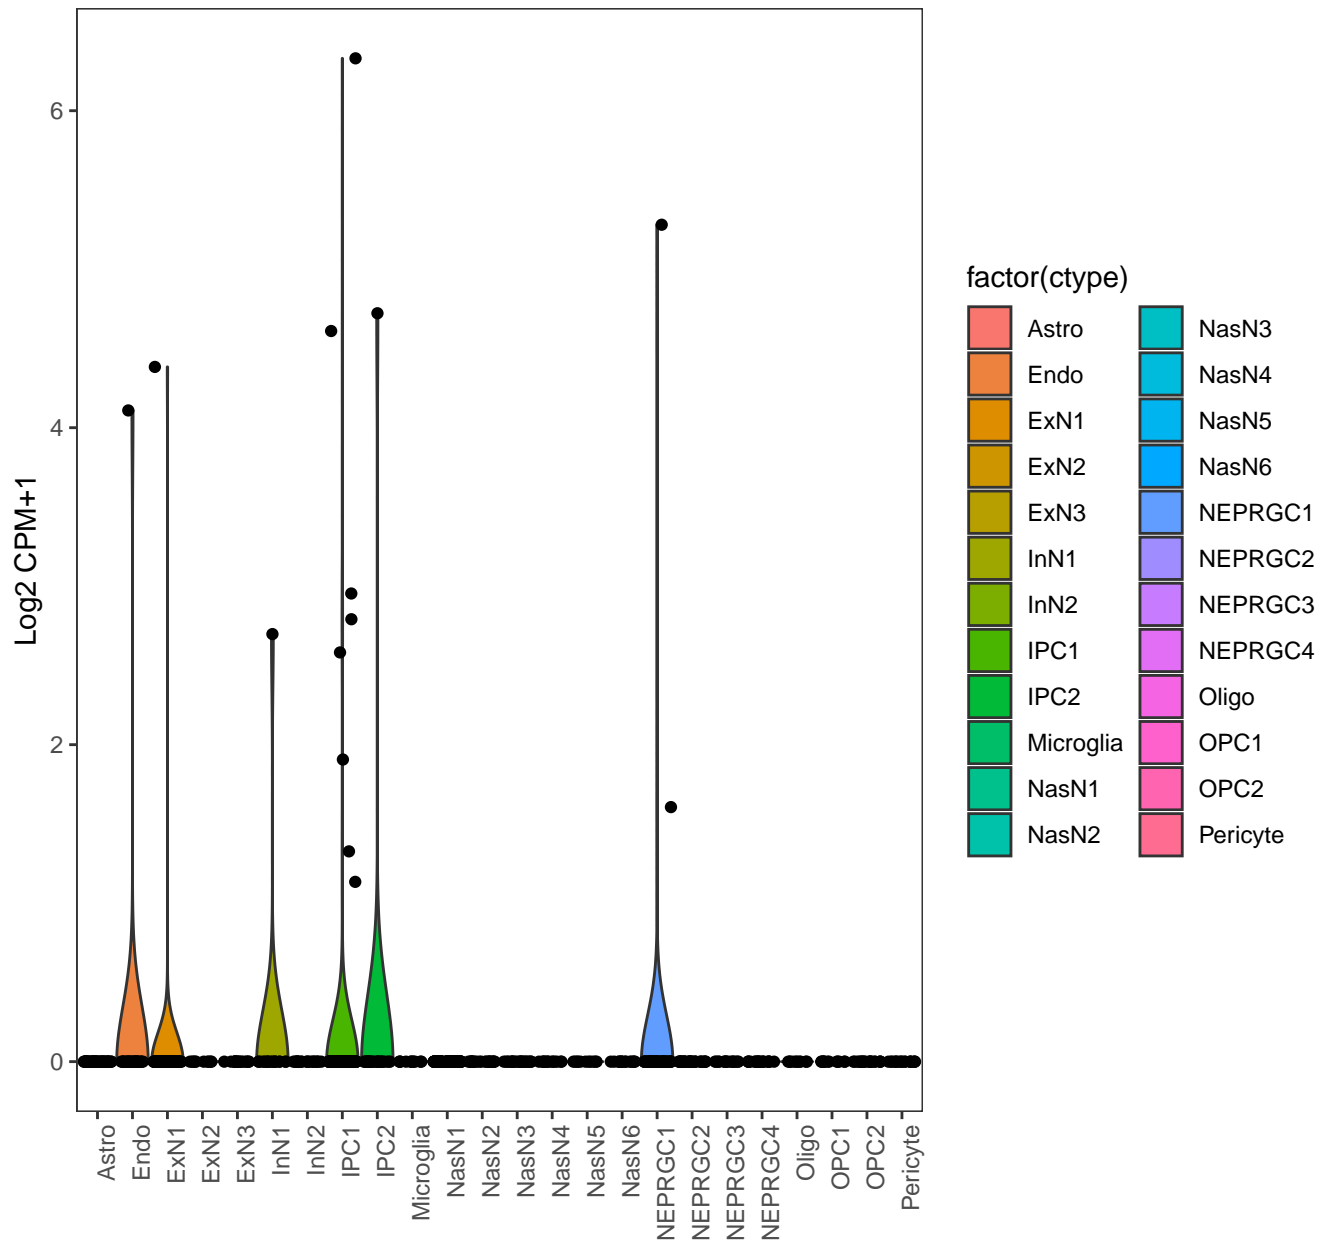 6
4
2
0
Log2 CPM+1
Astro
Endo
ExN1
ExN2
ExN3
InN1
InN2
IPC1
IPC2
Microglia
NasN1
NasN2
NasN3
NasN4
NasN5
NasN6
NEPRGC1
NEPRGC2
NEPRGC3
NEPRGC4
Oligo
OPC1
OPC2
Pericyte
factor(ctype)
Astro
Endo
ExN1
ExN2
ExN3
InN1
InN2
IPC1
IPC2
Microglia
NasN1
NasN2
NasN3
NasN4
NasN5
NasN6
NEPRGC1
NEPRGC2
NEPRGC3
NEPRGC4
Oligo
OPC1
OPC2
Pericyte